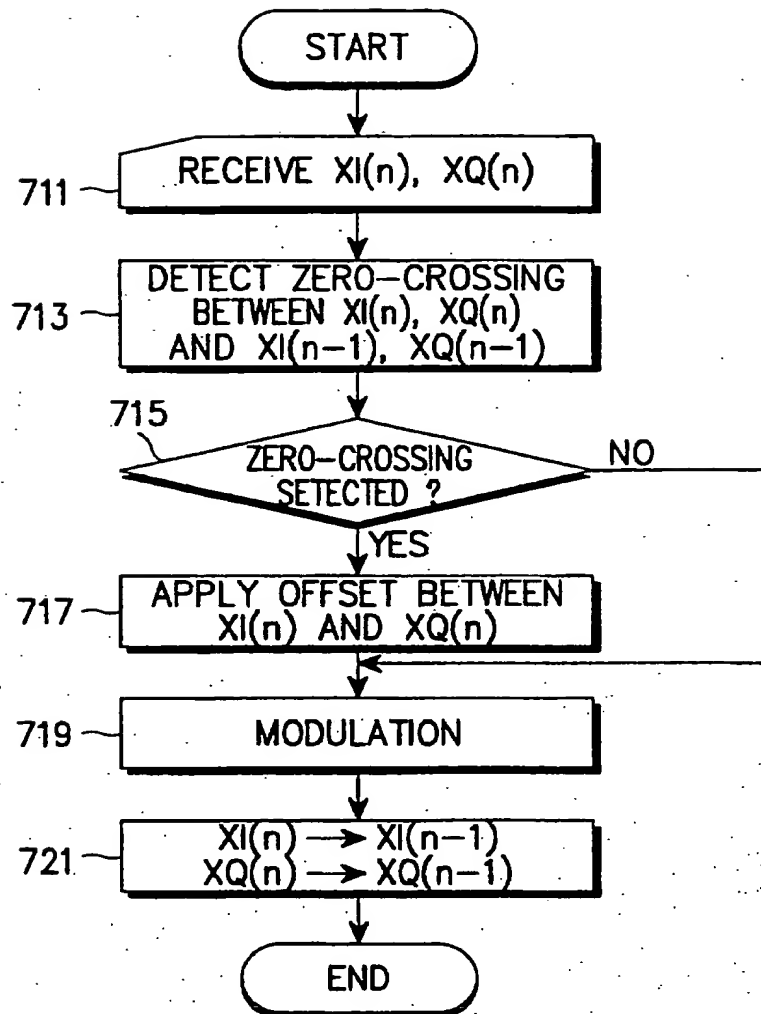 START
711
RECEIVE XI(n), XQ(n)
713
DETECT ZERO-CROSSING
BETWEEN XI(n), XQ(n)
AND XI(n-1), XQ(n-1)
715
ZERO-CROSSING
SETECTED ?
NO
YES
717
APPLY OFFSET BETWEEN
XI(n) AND XQ(n)
719
MODULATION
721
XI(n) → XI(n-1)
XQ(n) → XQ(n-1)
END